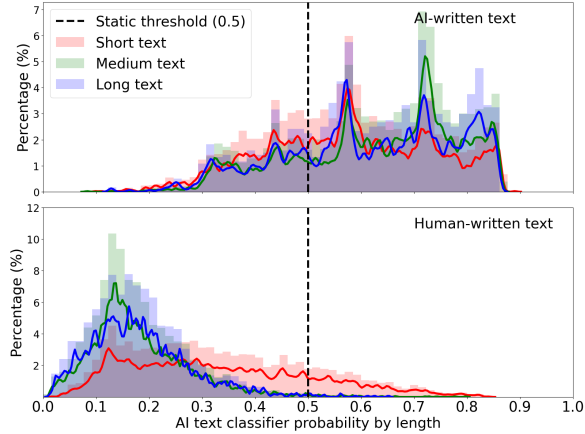 AI-written text
Static threshold (0.5)
Short text
Medium text
Long text
Percentage (%)
7
6
5
4
3
2
1
0
Human-written text
Percentage (%)
12
10
8
6
4
2
0.0 0.1 0.2 0.3 0.4 0.5 0.6 0.7 0.8 0.9 1.0
AI text classifier probability by length